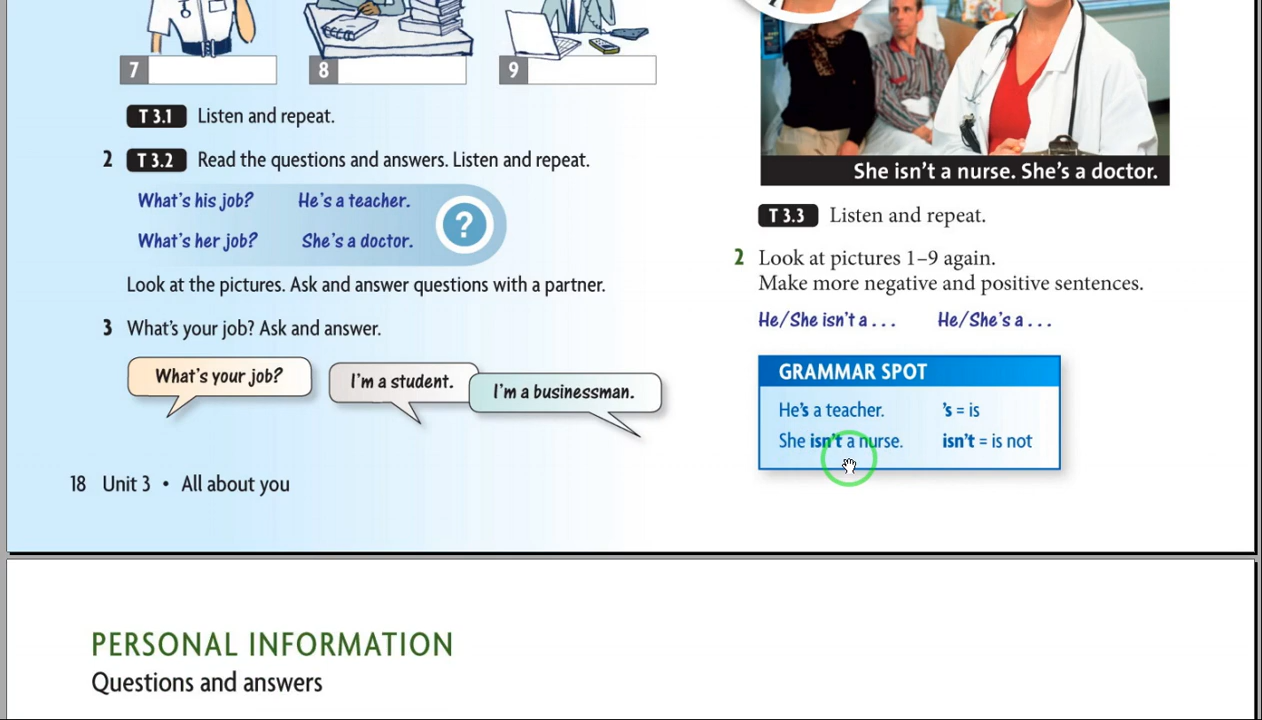 7
8
9
T 3.1 Listen and repeat.
2 T 3.2 Read the questions and answers. Listen and repeat.
What's his job? He's a teacher.
What's her job? She's a doctor.
?
Look at the pictures. Ask and answer questions with a partner.
3 What's your job? Ask and answer.
What's your job?
I'm a student.
I'm a businessman.
18 Unit 3 • All about you
She isn't a nurse. She's a doctor.
T 3.3 Listen and repeat.
2 Look at pictures 1–9 again.
Make more negative and positive sentences.
He/She isn't a . . . He/She's a . . .
GRAMMAR SPOT
He's a teacher. 's = is
She isn't a nurse. isn't = is not
PERSONAL INFORMATION
Questions and answers